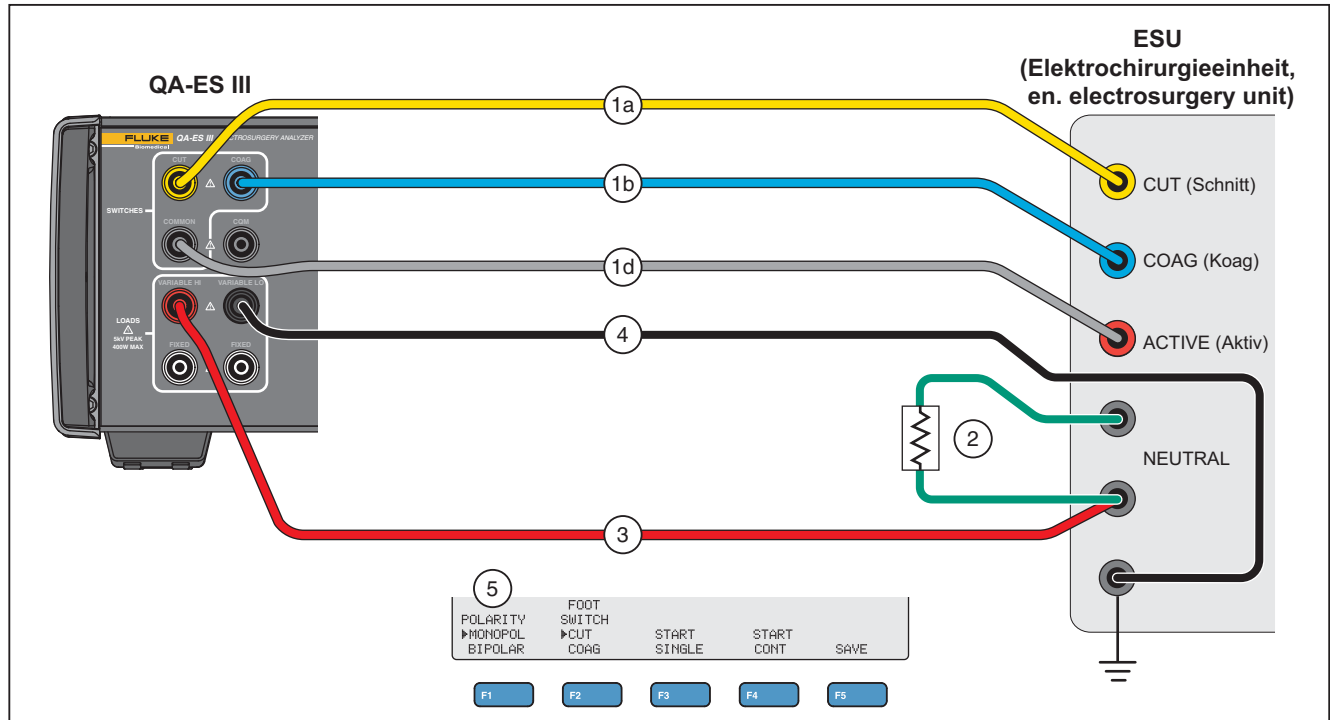 ESU
(Elektrochirurgieeinheit,
en. electrosurgery unit)
QA-ES III
1a
FLUKE
Biomedical
QA-ES III ELECTROSURGERY ANALYZER
CUT
COAG
1b
CUT (Schnitt)
SWITCHES
COMMON
CQM
1d
COAG (Koag)
VARIABLE HI
VARIABLE LO
LOADS
5kV PEAK
400W MAX
4
ACTIVE (Aktiv)
FIXED
FIXED
2
NEUTRAL
3
5
POLARITY
▶MONOPOL
BIPOLAR
FOOT
SWITCH
▶CUT
COAG
START
SINGLE
START
CONT
SAVE
F1
F2
F3
F4
F5